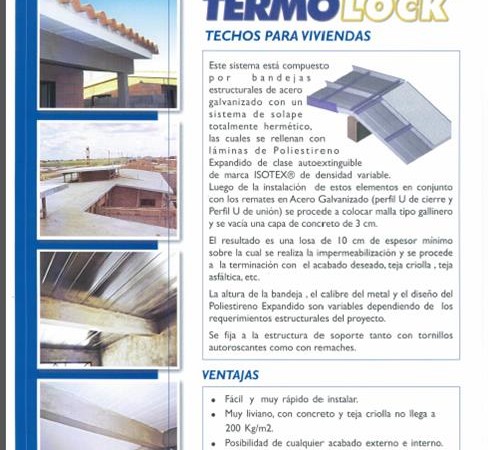 TERMOLOCK
TECHOS PARA VIVIENDAS
Este sistema está compuesto
por bandejas
estructurales de acero
galvanizado con un
sistema de solape
totalmente hermético,
las cuales se rellenan con
láminas de Poliestireno
Expandido de clase autoextinguible
de marca ISOTEX® de densidad variable.
Luego de la instalación de estos elementos en conjunto
con los remates en Acero Galvanizado (perfil U de cierre y
Perfil U de unión) se procede a colocar malla tipo gallinero
y se vacía una capa de concreto de 3 cm.
El resultado es una losa de 10 cm de espesor mínimo
sobre la cual se realiza la impermeabilización y se procede
a la terminación con el acabado deseado, teja criolla , teja
asfáltica, etc.
La altura de la bandeja , el calibre del metal y el diseño del
Poliestireno Expandido son variables dependiendo de los
requerimientos estructurales del proyecto.
Se fija a la estructura de soporte tanto con tornillos
autoroscantes como con remaches.
VENTAJAS
• Fácil y muy rápido de instalar.
• Muy liviano, con concreto y teja criolla no llega a
200 Kg/m2.
• Posibilidad de cualquier acabado externo e interno.